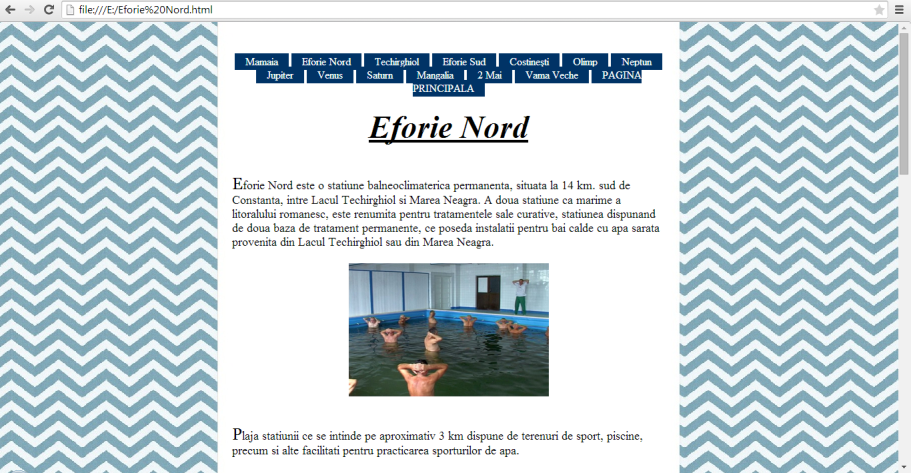 file:///E:/Eforie%20Nord.html
Mamaia Eforie Nord Techirghiol Eforie Sud Costinești Olimp Neptun
Jupiter Venus Saturn Mangalia 2 Mai Vama Veche PAGINA
PRINCIPALA
Eforie Nord
Eforie Nord este o statiune balneoclimaterica permanenta, situata la 14 km. sud de
Constanta, intre Lacul Techirghiol si Marea Neagra. A doua statiune ca marime a
litoralului romanesc, este renumita pentru tratamentele sale curative, statiunea dispunand
de doua baza de tratament permanente, ce poseda instalatii pentru bai calde cu apa sarata
provenita din Lacul Techirghiol sau din Marea Neagra.
Plaja statiunii ce se intinde pe aproximativ 3 km dispune de terenuri de sport, piscine,
precum si alte facilitati pentru practicarea sporturilor de apa.